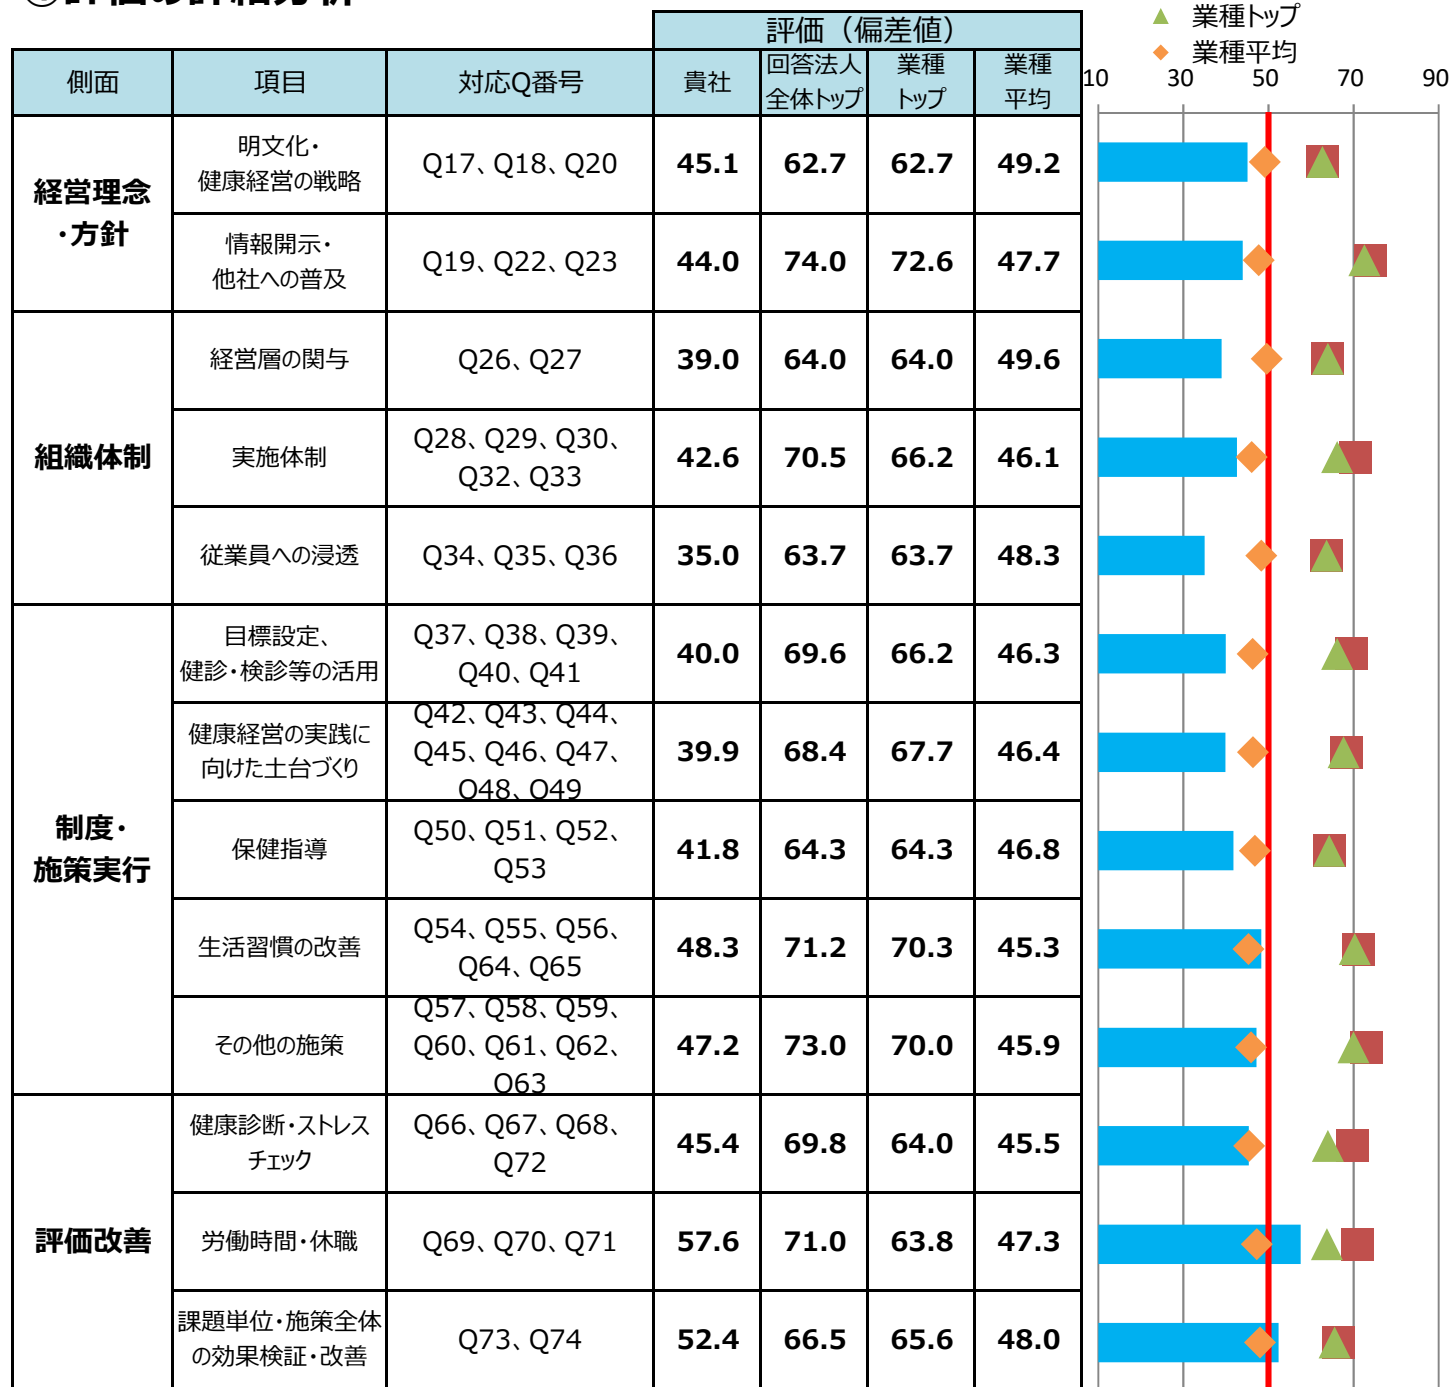 ①評価の詳細分析
▲ 業種トップ
◆ 業種平均
評価（偏差値）
側面 項目 対応Q番号 貴社 回答法人 業種 業種
全体トップ トップ 平均
10 30 50 70 90
経営理念
・方針
明文化・
健康経営の戦略
Q17、Q18、Q20 45.1 62.7 62.7 49.2
情報開示・
他社への普及
Q19、Q22、Q23 44.0 74.0 72.6 47.7
組織体制
経営層の関与 Q26、Q27 39.0 64.0 64.0 49.6
実施体制
Q28、Q29、Q30、
Q32、Q33
42.6 70.5 66.2 46.1
従業員への浸透 Q34、Q35、Q36 35.0 63.7 63.7 48.3
制度・
施策実行
目標設定、
健診・検診等の活用
Q37、Q38、Q39、
Q40、Q41
40.0 69.6 66.2 46.3
健康経営の実践に
向けた土台づくり
Q42、Q43、Q44、
Q45、Q46、Q47、
Q48、Q49
39.9 68.4 67.7 46.4
保健指導
Q50、Q51、Q52、
Q53
41.8 64.3 64.3 46.8
生活習慣の改善
Q54、Q55、Q56、
Q64、Q65
48.3 71.2 70.3 45.3
その他の施策
Q57、Q58、Q59、
Q60、Q61、Q62、
Q63
47.2 73.0 70.0 45.9
評価改善
健康診断・ストレス
チェック
Q66、Q67、Q68、
Q72
45.4 69.8 64.0 45.5
労働時間・休職 Q69、Q70、Q71 57.6 71.0 63.8 47.3
課題単位・施策全体
の効果検証・改善
Q73、Q74 52.4 66.5 65.6 48.0